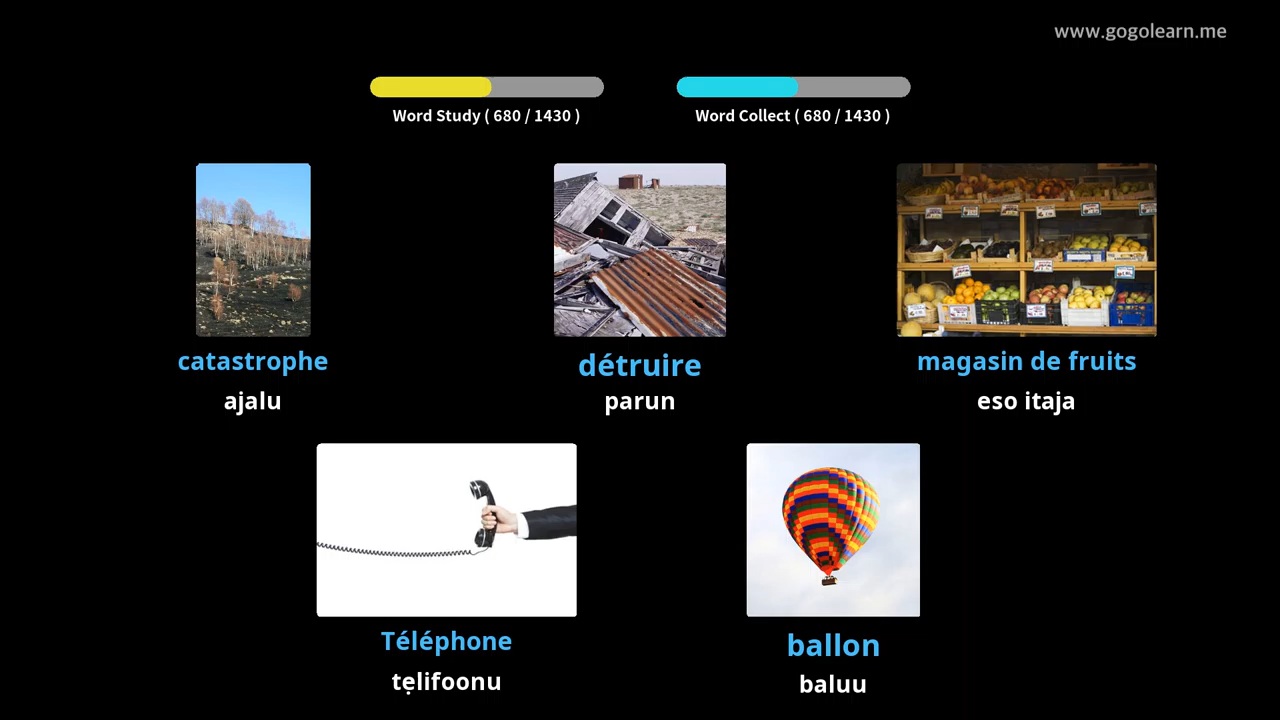 www.gogolearn.me
Word Study ( 680 / 1430 )
Word Collect ( 680 / 1430 )
catastrophe
ajalu
détruire
parun
magasin de fruits
eso itaja
Téléphone
tẹlifoonu
ballon
baluu